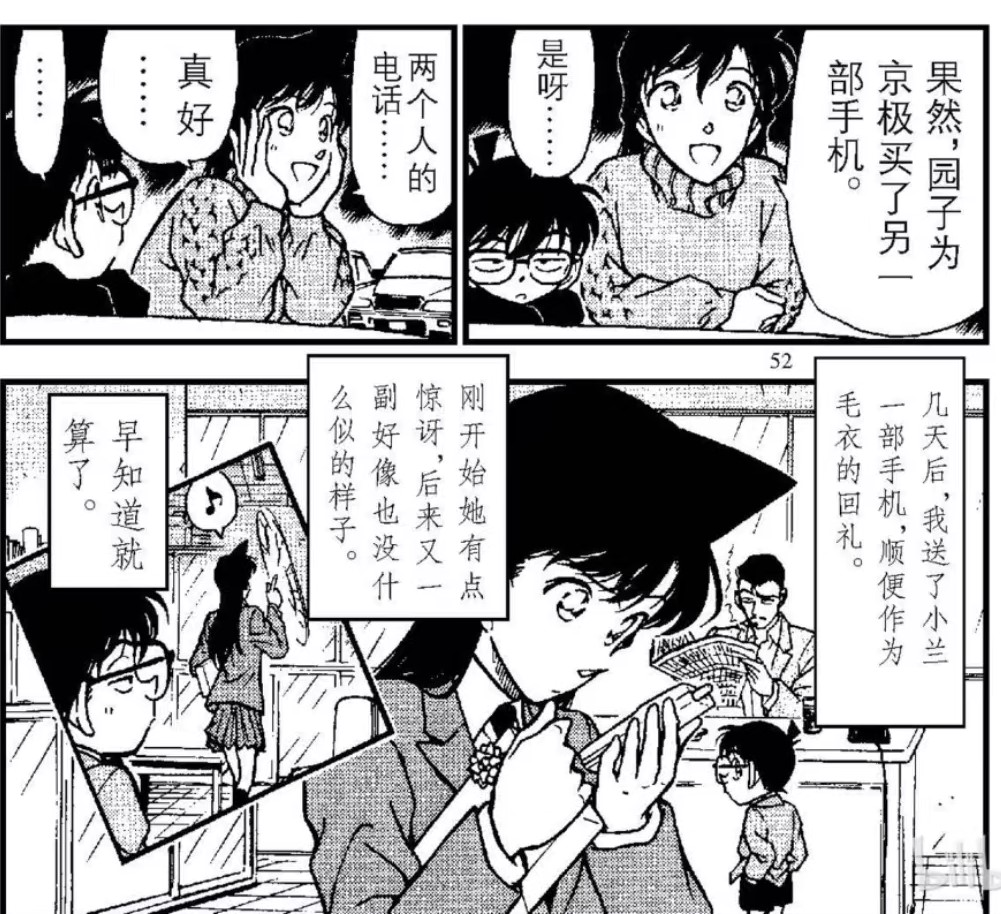 果然,园子为
京极买了另一
部手机。
是呀
……
两个人的
电话……
真好
……
……
52
几天后,我送了小兰
一部手机,顺便作为
毛衣的回礼。
刚开始她有点
惊讶,后来又一
副好像也没什
么似的样子。
早知道就
算了。